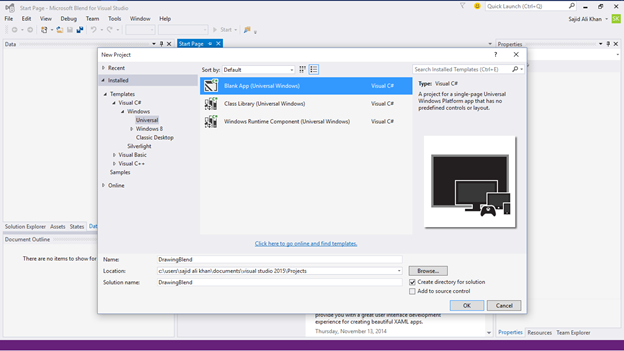 Start Page - Microsoft Blend for Visual Studio
Quick Launch (Ctrl+Q)
File Edit View Debug Team Tools Window Help
Sajid Ali Khan SK
Start
Data
Start Page
Properties
New Project
Recent
Installed
Sort by: Default
Search Installed Templates (Ctrl+E)
Templates
Visual C#
Windows
Universal
Windows 8
Classic Desktop
Silverlight
Visual Basic
Visual C++
Samples
Online
Blank App (Universal Windows) Visual C#
Class Library (Universal Windows) Visual C#
Windows Runtime Component (Universal Windows) Visual C#
Type: Visual C#
A project for a single-page Universal
Windows Platform app that has no
predefined controls or layout.
Click here to go online and find templates.
Solution Explorer Assets States Dat
Document Outline
There are no items to show for
Name: DrawingBlend
Location: c:\users\sajid ali khan\documents\visual studio 2015\Projects
Browse...
Solution name: DrawingBlend
Create directory for solution
Add to source control
OK Cancel
provide you with a great user interface development
experience for creating beautiful XAML apps.
Thursday, November 13, 2014
Properties Resources Team Explorer